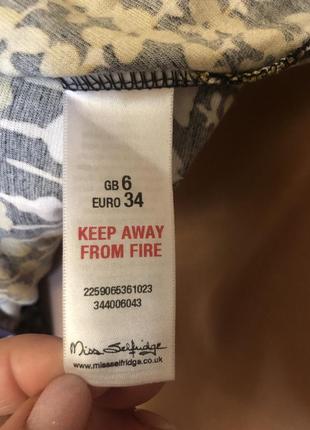 GB 6
EURO 34
KEEP AWAY
FROM FIRE
2259065361023
344006043
Miss Selfridge
www.missselfridge.co.uk